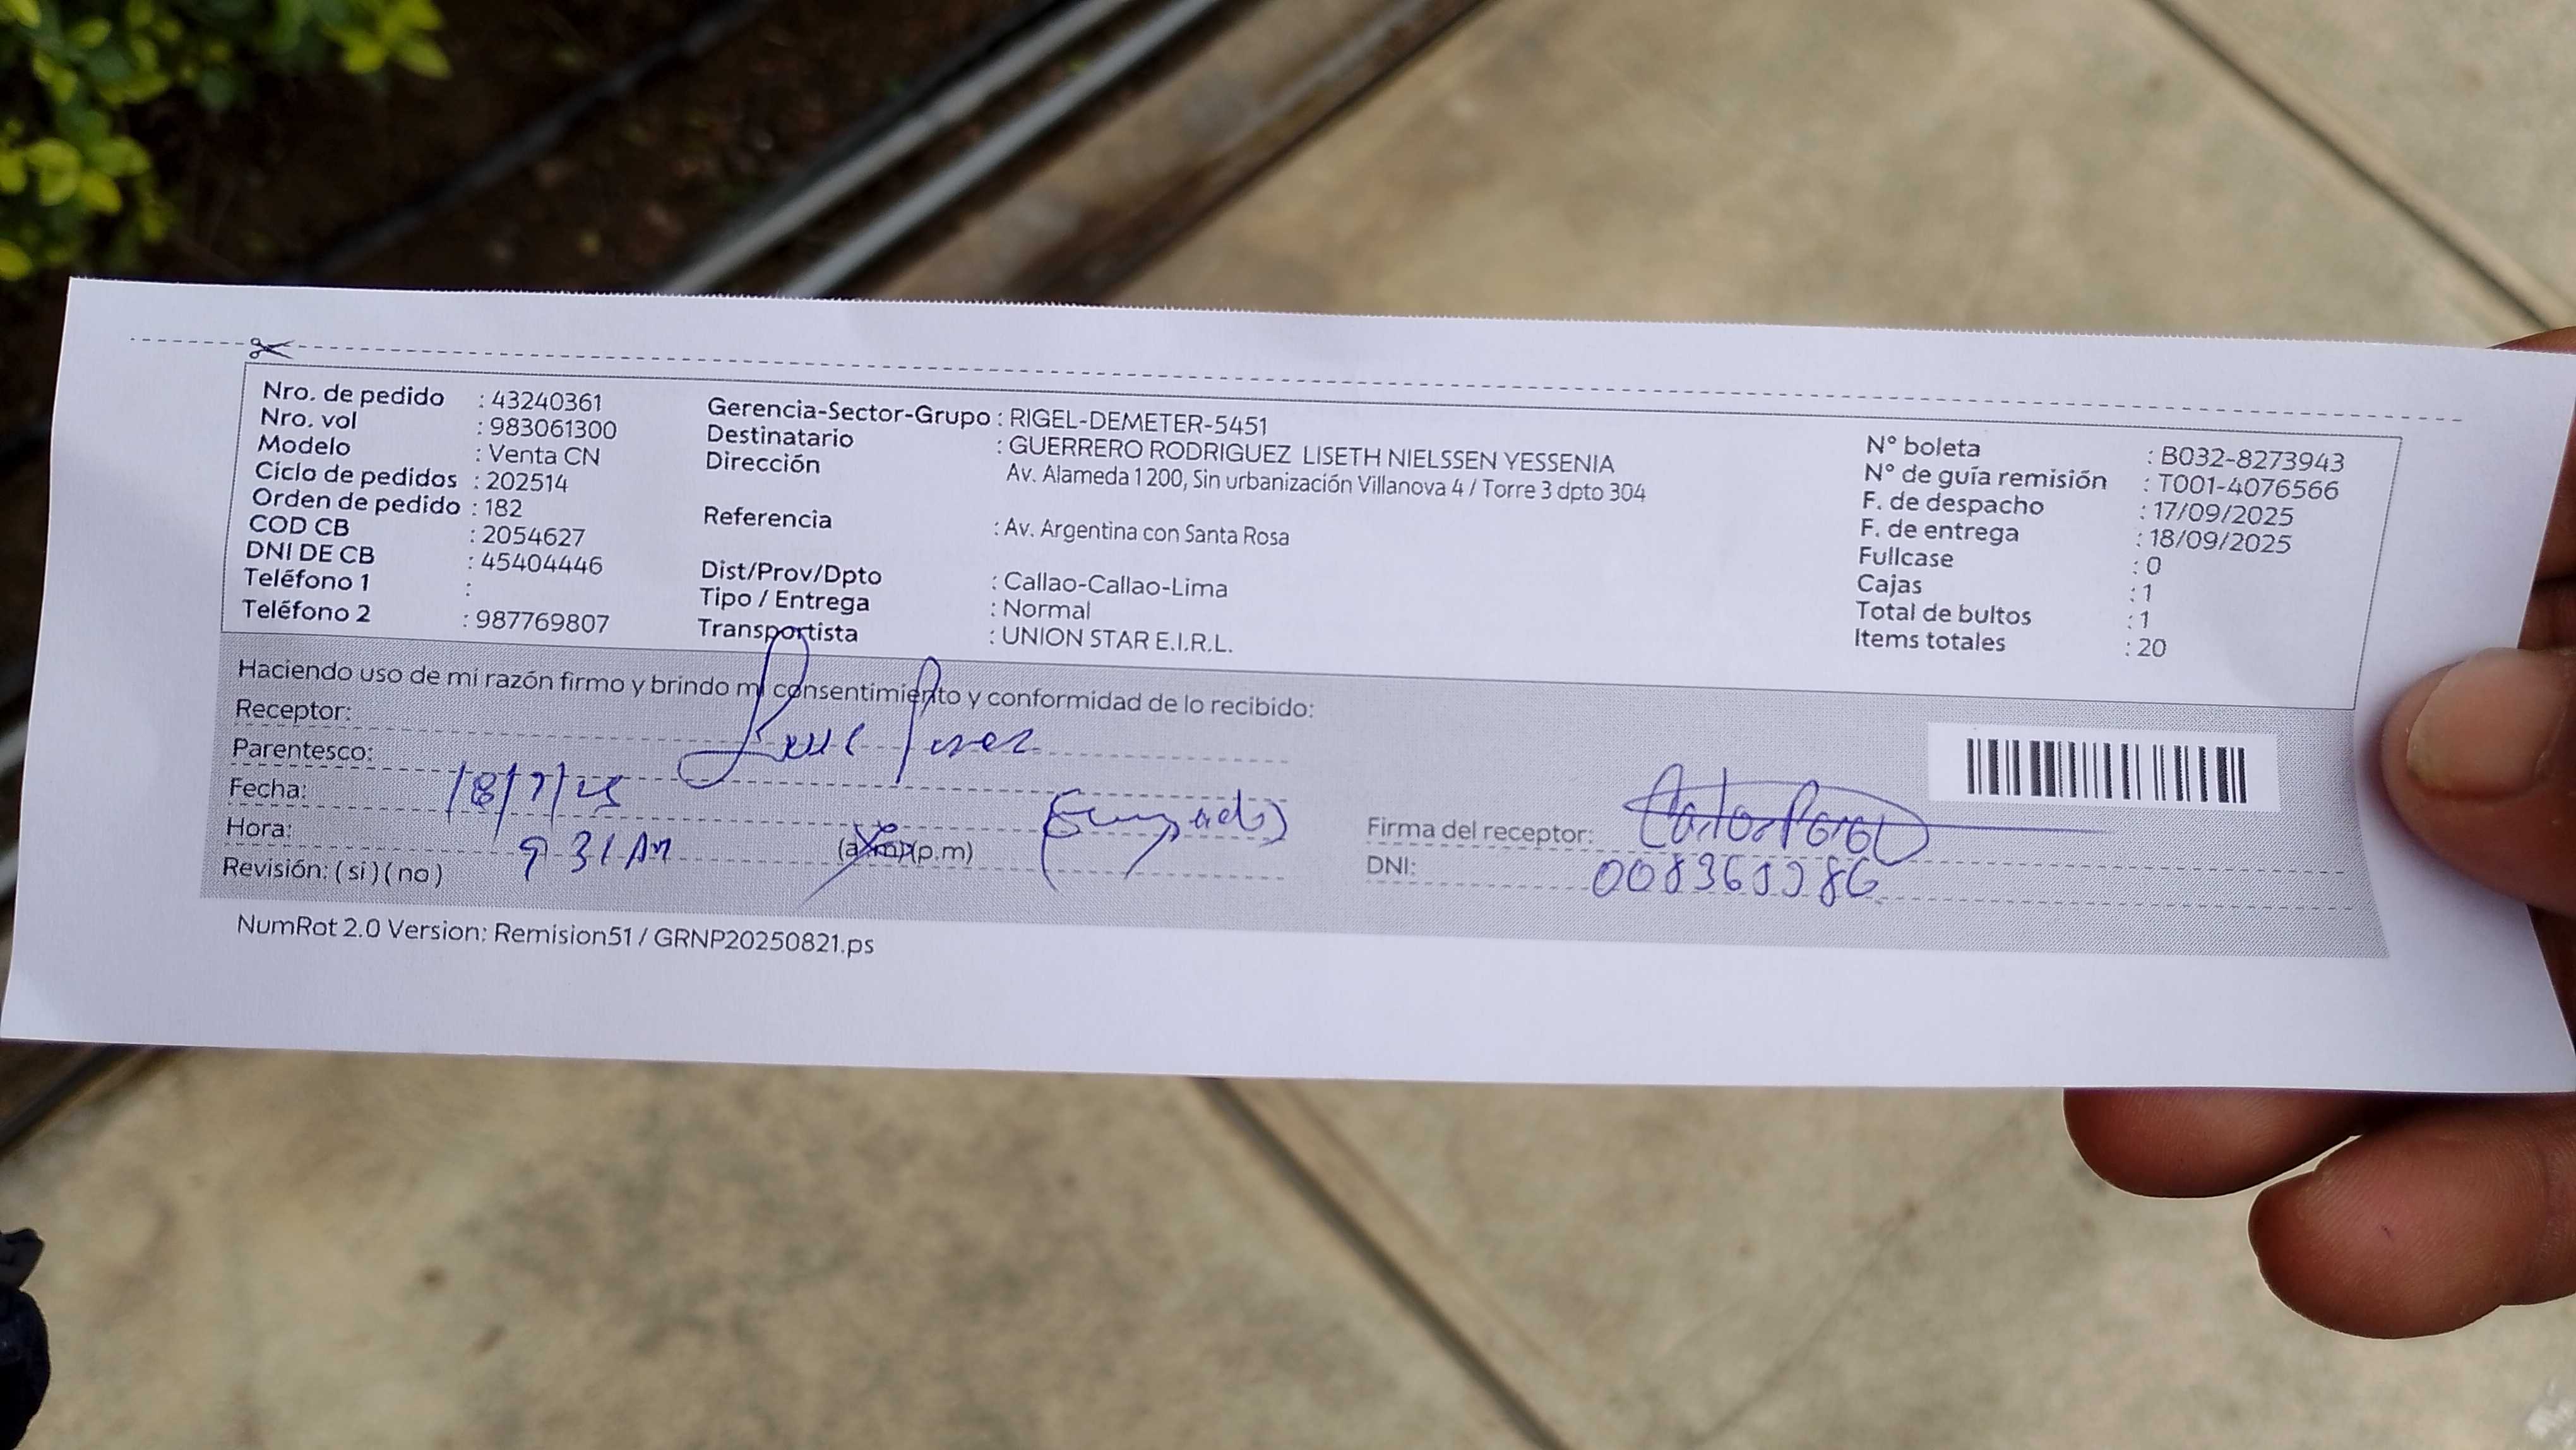 Nro. de pedido : 43240361
Nro. vol : 983061300
Modelo : Venta CN
Ciclo de pedidos : 202514
Orden de pedido : 182
COD CB : 2054627
DNI DE CB : 45404446
Teléfono 1 :
Teléfono 2 : 987769807
Gerencia-Sector-Grupo : RIGEL-DEMETER-5451
Destinatario : GUERRERO RODRIGUEZ LISETH NIELSSEN YESSENIA
Dirección Av. Alameda 1200, Sin urbanización Villanova 4 / Torre 3 dpto 304
Referencia : Av. Argentina con Santa Rosa
Dist/Prov/Dpto : Callao-Callao-Lima
Tipo / Entrega : Normal
Transportista : UNION STAR E.I.R.L.
N° boleta : B032-8273943
N° de guía remisión : T001-4076566
F. de despacho : 17/09/2025
F. de entrega : 18/09/2025
Fullcase : 0
Cajas : 1
Total de bultos : 1
Items totales : 20
Haciendo uso de mi razón firmo y brindo mi consentimiento y conformidad de lo recibido:
Receptor:
Parentesco:
Fecha:
Hora: 9 31 AM (a.m)(p.m)
Revisión: ( si ) ( no )
Firma del receptor:
DNI:
NumRot 2.0 Version: Remision51 / GRNP20250821.ps